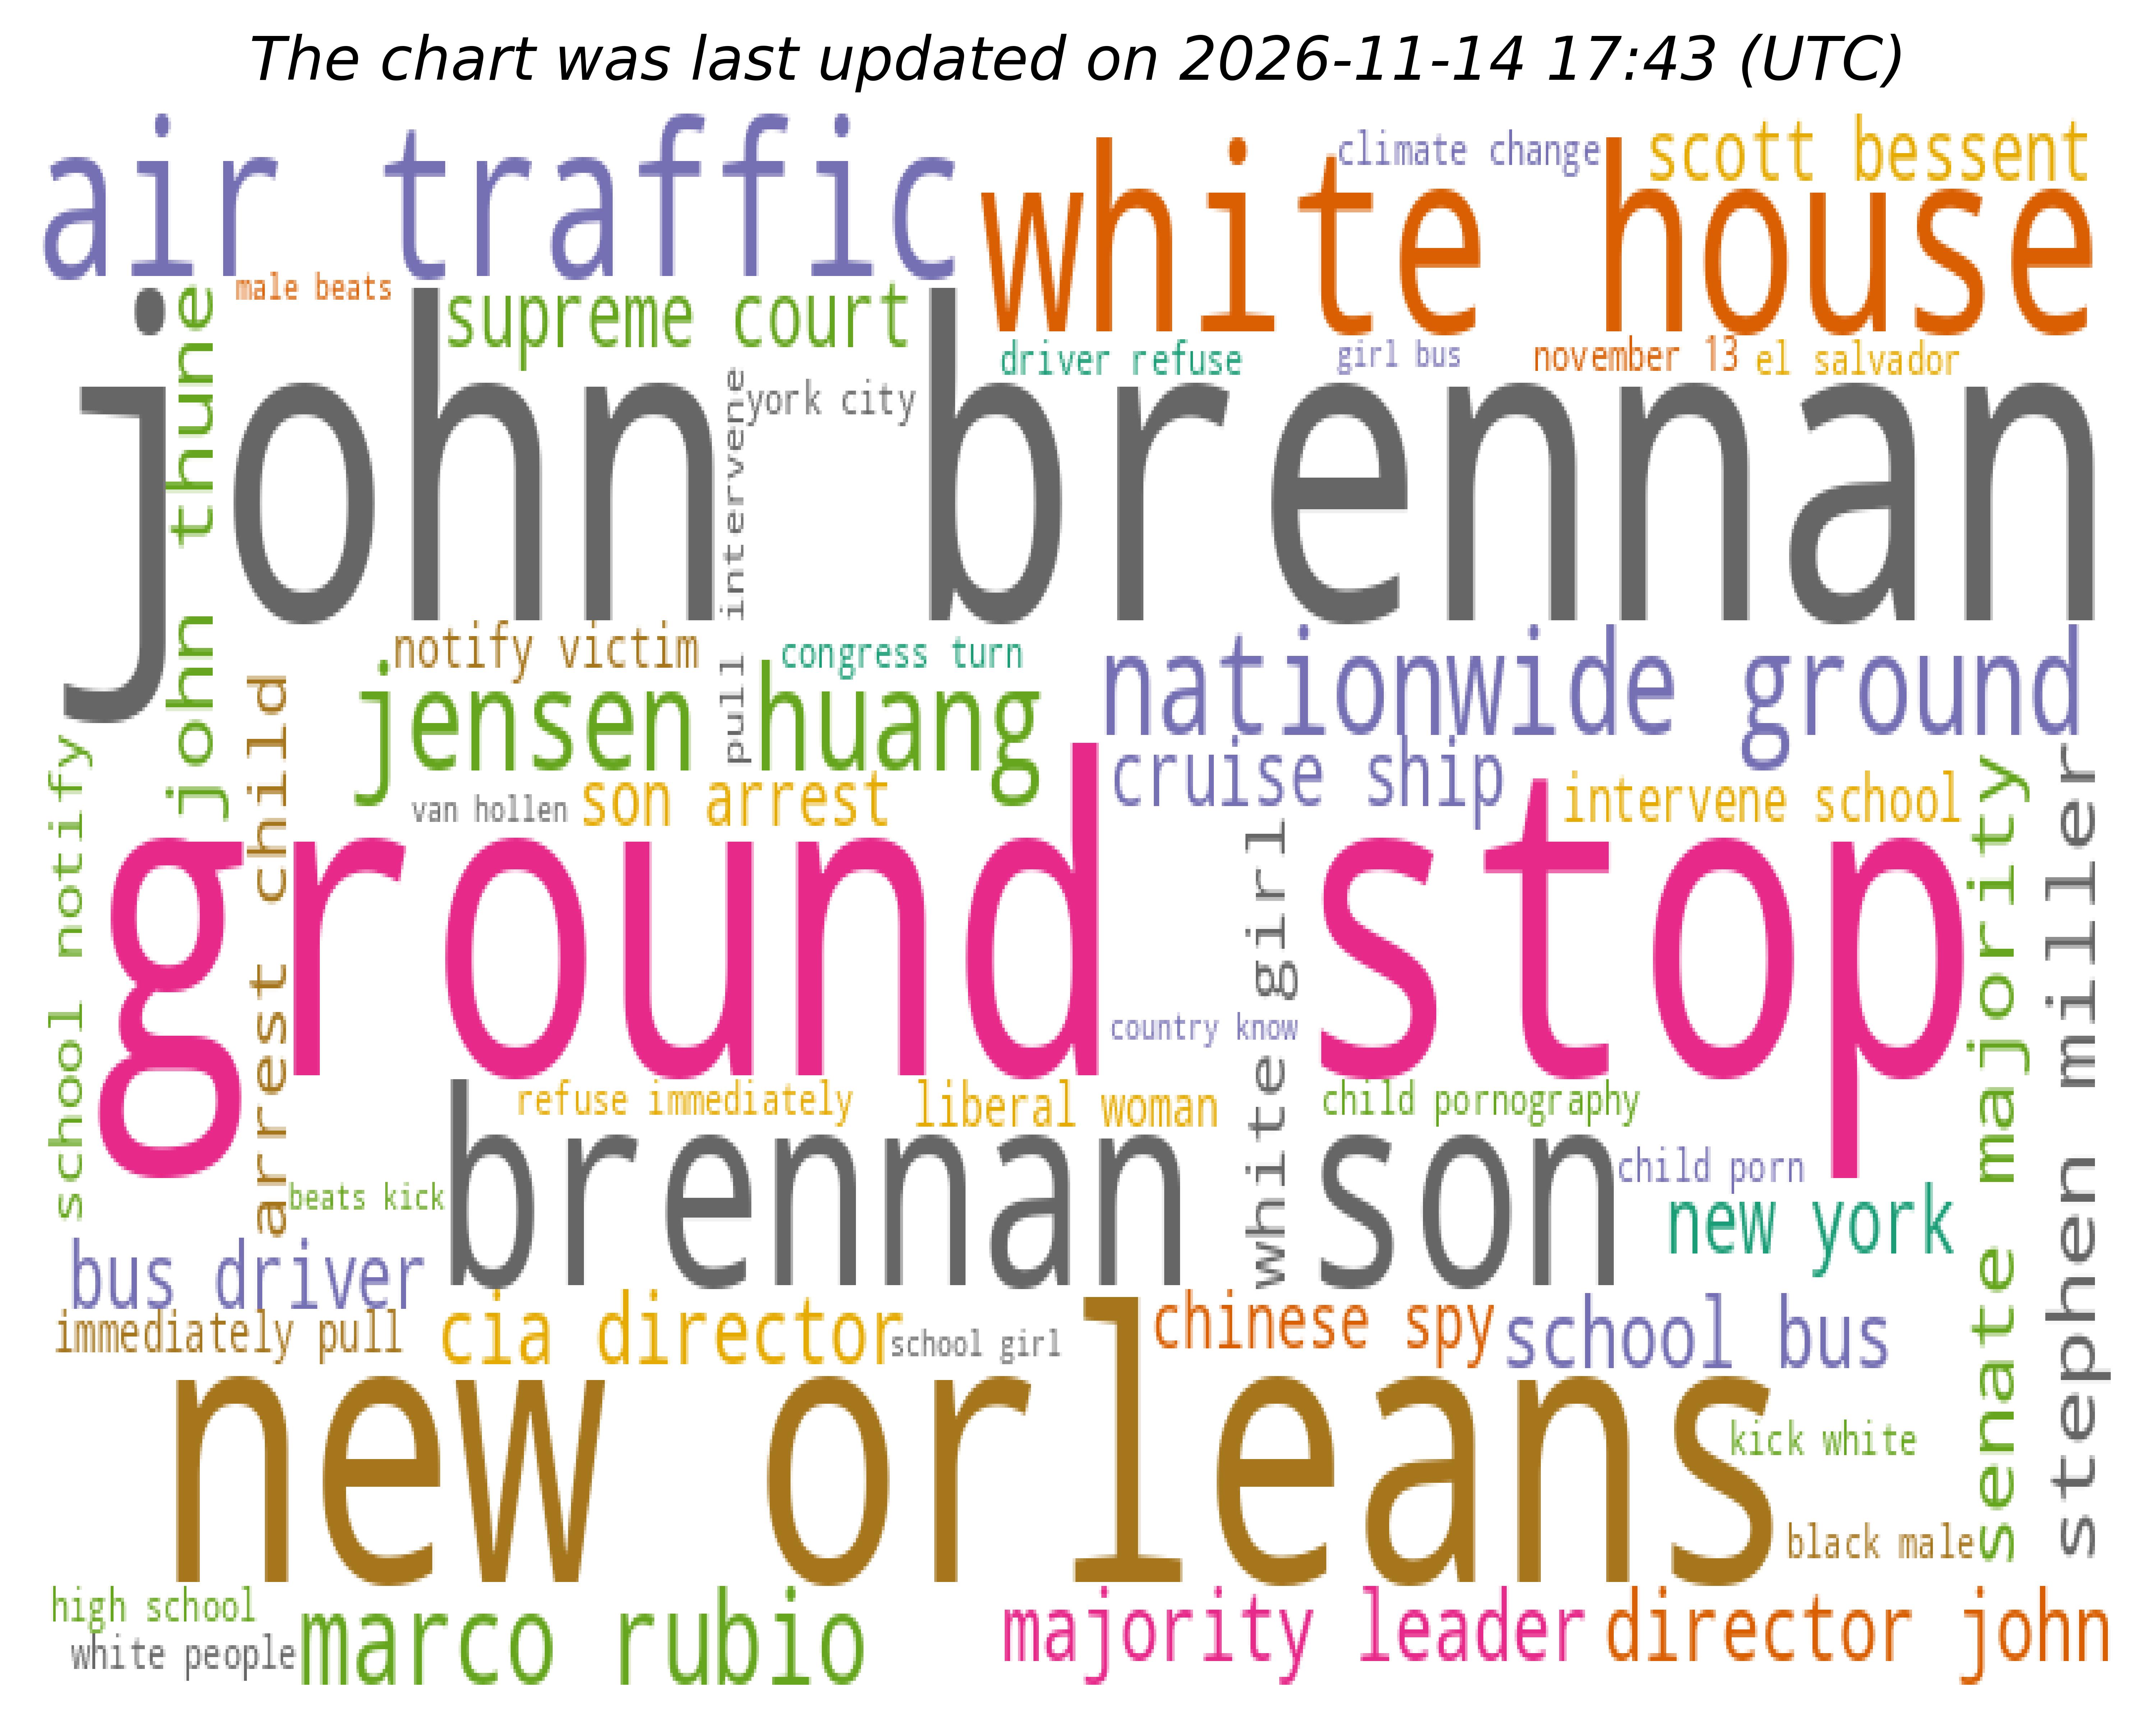 The chart was last updated on 2026-11-14 17:43 (UTC)
air traffic
climate change
scott bessent
white house
male beats
supreme court
driver refuse
girl bus
november 13
el salvador
john thune
york city
john brennan
pull intervene
notify victim
congress turn
nationwide ground
jensen huang
cruise ship
van hollen
son arrest
intervene school
school notify
arrest child
ground stop
white girl
country know
senate majority
stephen miller
refuse immediately
liberal woman
child pornography
child porn
beats kick
brennan son
new york
bus driver
immediately pull
cia director
school girl
chinese spy
school bus
new orleans
kick white
black male
high school
white people
marco rubio
majority leader
director john